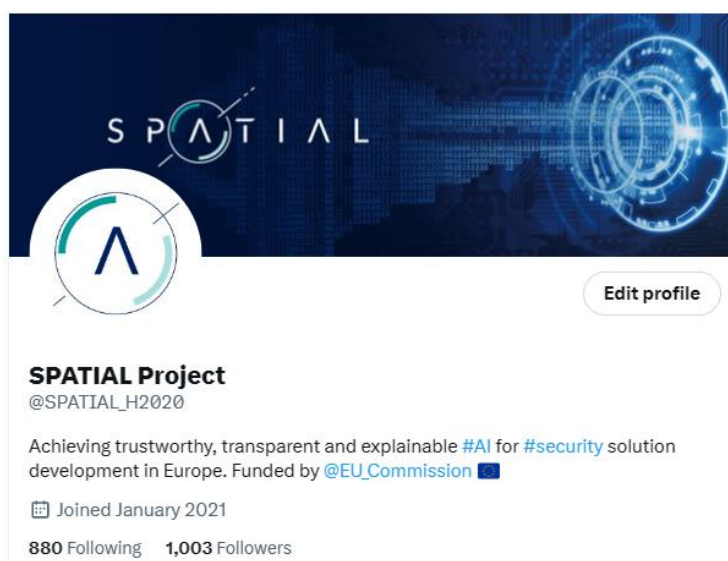 SPATIAL
Edit profile
SPATIAL Project
@SPATIAL_H2020
Achieving trustworthy, transparent and explainable #AI for #security solution
development in Europe. Funded by @EU_Commission 🇪🇺
Joined January 2021
880 Following 1,003 Followers